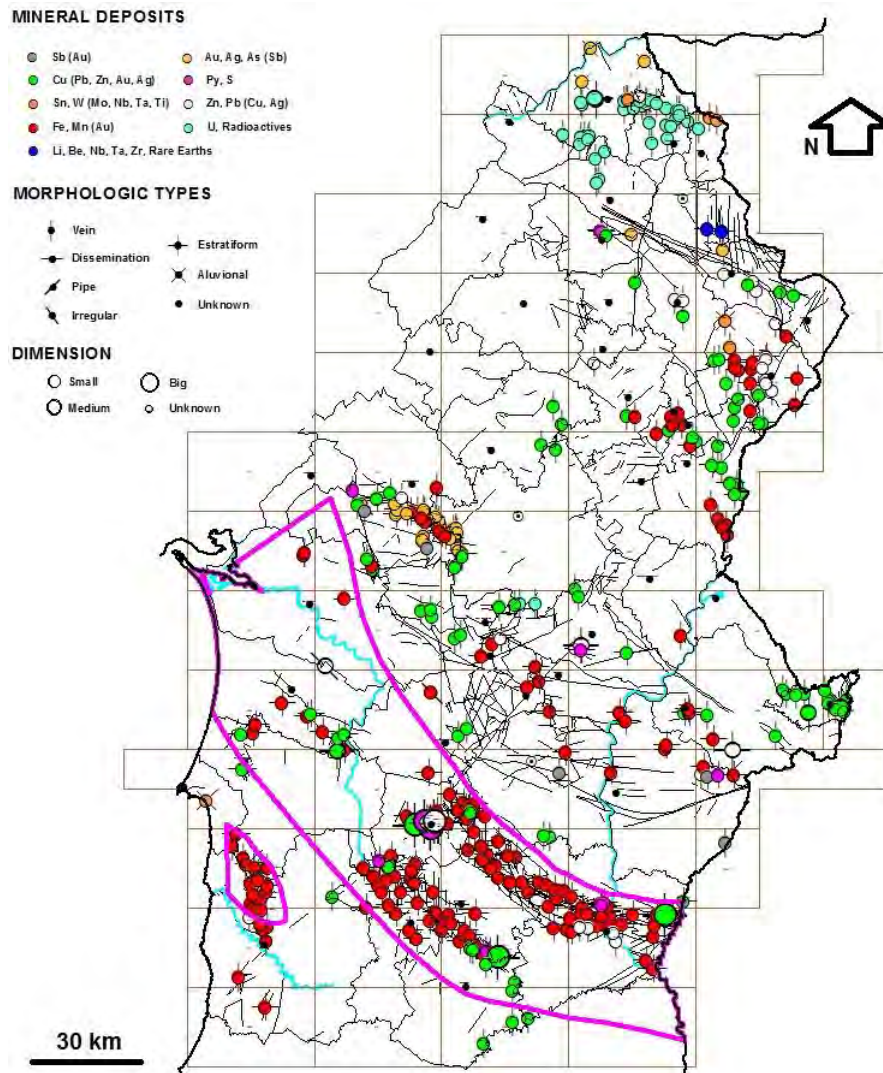 MINERAL DEPOSITS
Sb (Au)
Cu (Pb, Zn, Au, Ag)
Sn, W (Mo, Nb, Ta, Ti)
Fe, Mn (Au)
Li, Be, Nb, Ta, Zr, Rare Earths
Au, Ag, As (Sb)
Py, S
Zn, Pb (Cu, Ag)
U, Radioactives
MORPHOLOGIC TYPES
Vein
Dissemination
Pipe
Irregular
Estratiform
Aluvional
Unknown
DIMENSION
Small
Medium
Big
Unknown
N
30 km